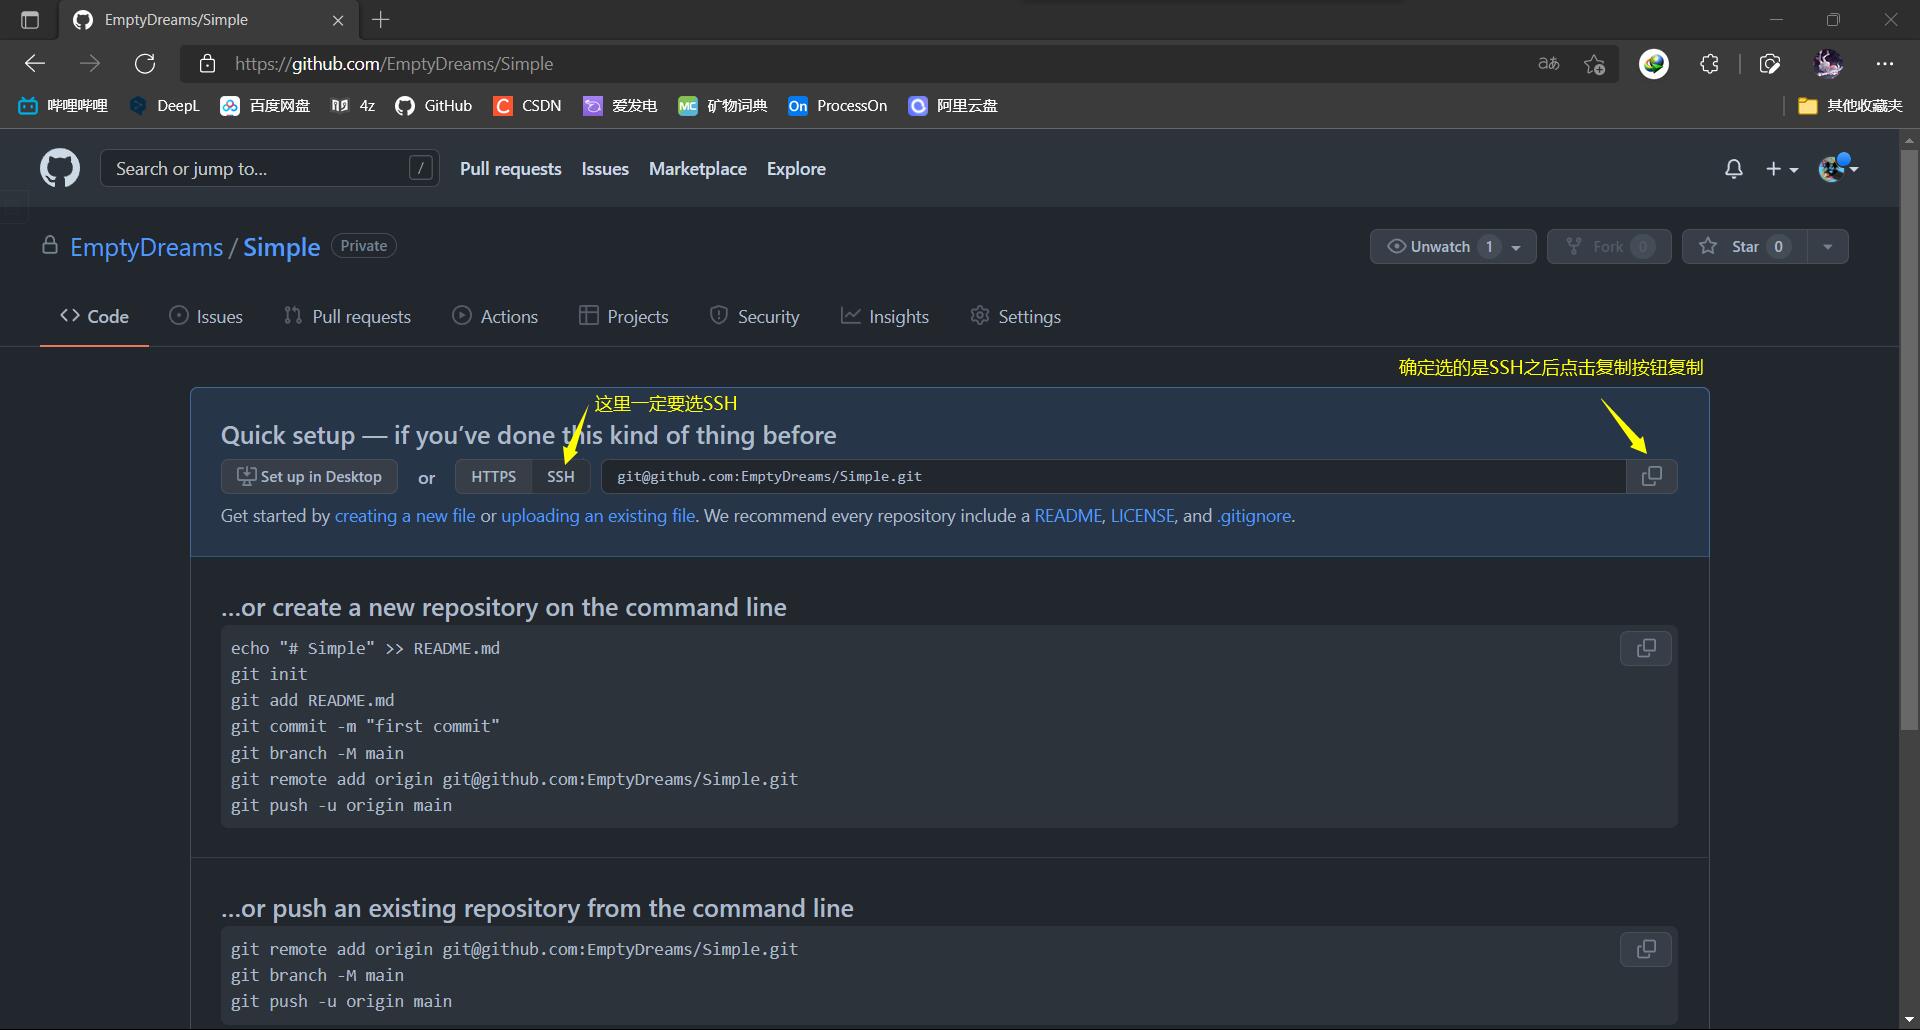 EmptyDreams/Simple
https://github.com/EmptyDreams/Simple
aあ
哔哩哔哩
DeepL
百度网盘
4z
GitHub
C CSDN
爱发电
MC 矿物词典
On ProcessOn
阿里云盘
其他收藏夹
Search or jump to... /
Pull requests
Issues
Marketplace
Explore
EmptyDreams / Simple Private
Unwatch 1
Fork 0
Star 0
Code
Issues
Pull requests
Actions
Projects
Security
Insights
Settings
确定选的是SSH之后点击复制按钮复制
这里一定要选SSH
Quick setup — if you’ve done this kind of thing before
Set up in Desktop or HTTPS SSH git@github.com:EmptyDreams/Simple.git
Get started by creating a new file or uploading an existing file. We recommend every repository include a README, LICENSE, and .gitignore.
…or create a new repository on the command line
echo "# Simple" >> README.md
git init
git add README.md
git commit -m "first commit"
git branch -M main
git remote add origin git@github.com:EmptyDreams/Simple.git
git push -u origin main
…or push an existing repository from the command line
git remote add origin git@github.com:EmptyDreams/Simple.git
git branch -M main
git push -u origin main